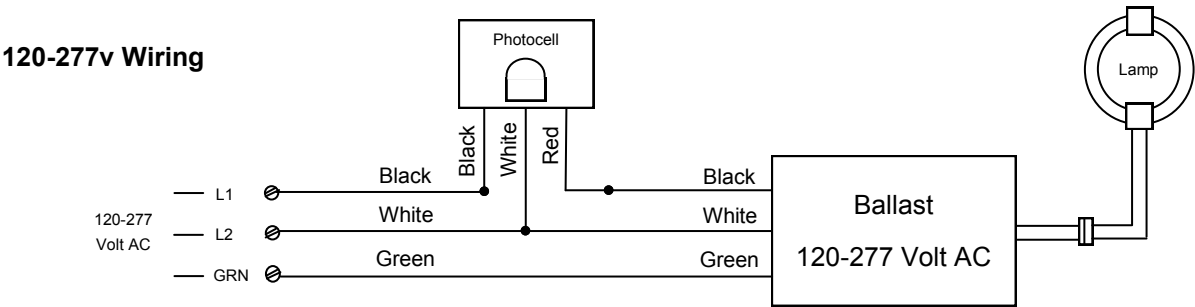 120-277v Wiring
Photocell
Lamp
Black
White
Red
Black
White
Green
Black
White
Green
L1
120-277
Volt AC
L2
GRN
Ballast
120-277 Volt AC